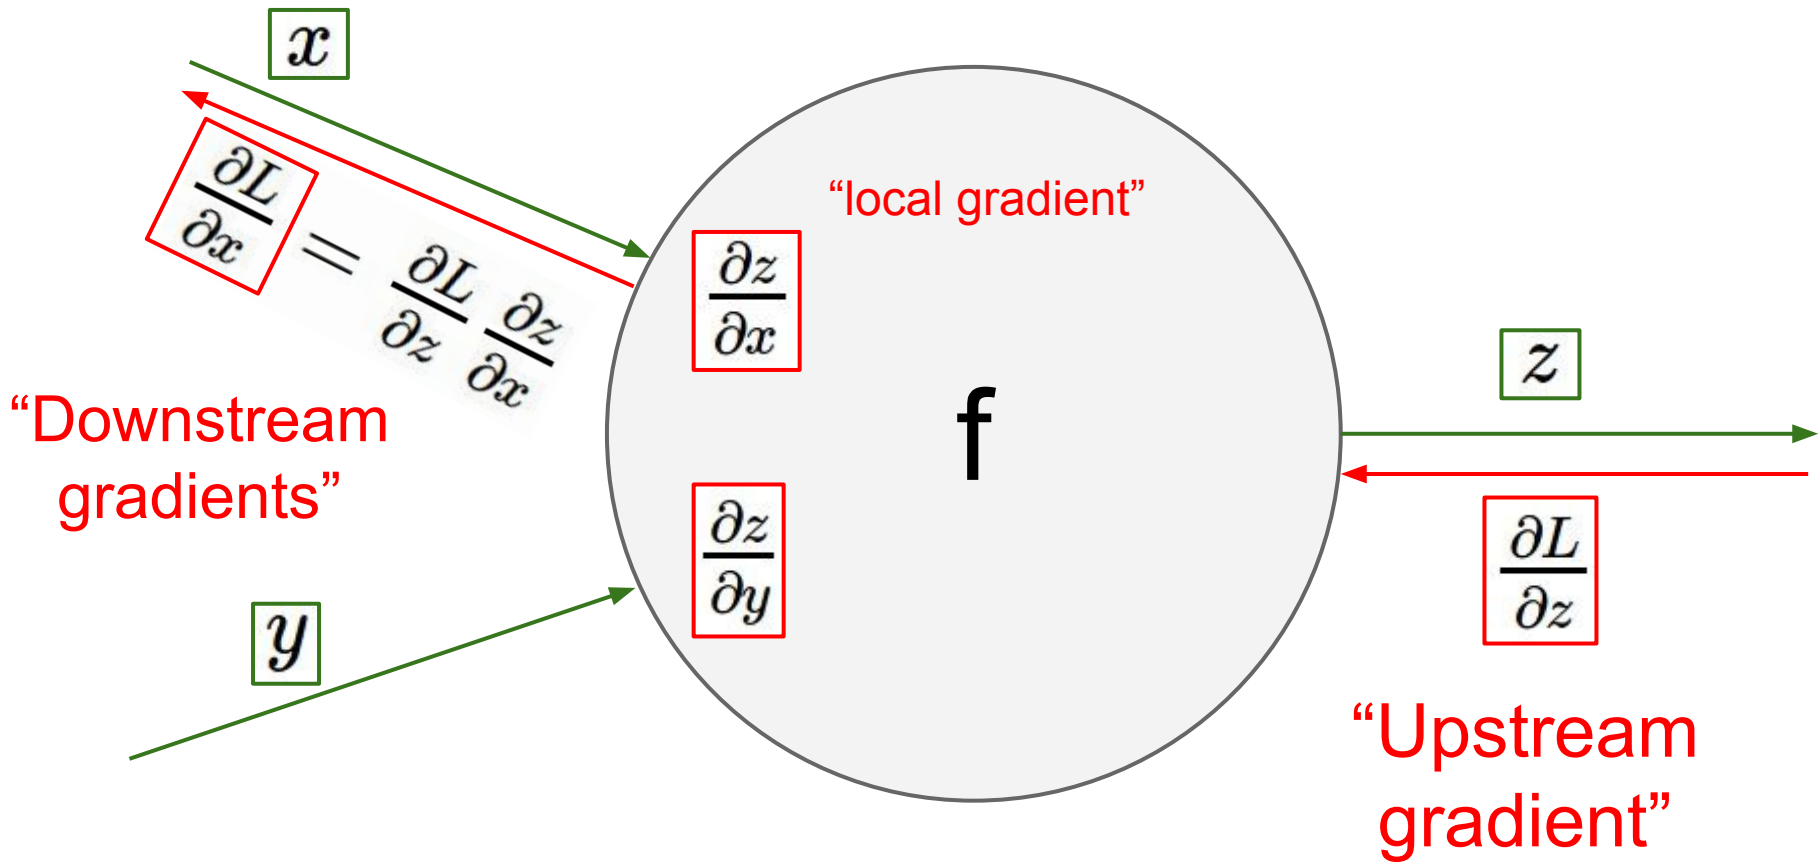 x
∂L/∂x = ∂L/∂z ∂z/∂x
“Downstream
gradients”
y
“local gradient”
∂z/∂x
f
∂z/∂y
z
∂L/∂z
“Upstream
gradient”